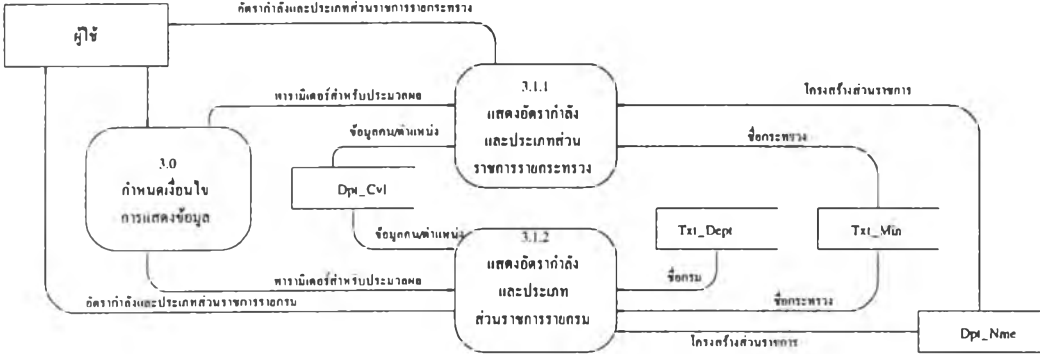 อัตรากำลังและประเภทส่วนราชการรายกระทรวง
ผู้ใช้
3.1.1
แสดงอัตรากำลัง
และประเภทส่วน
ราชการรายกระทรวง
โครงสร้างส่วนราชการ
พารามิเตอร์สำหรับประมวลผล
ข้อมูลคน/ตำแหน่ง
ชื่อกระทรวง
3.0
กำหนดเงื่อนไข
การแสดงข้อมูล
Dpt_Cvl
Txt_Dept
Txt_Min
ข้อมูลคน/ตำแหน่ง
3.1.2
แสดงอัตรากำลัง
และประเภท
ส่วนราชการรายกรม
ชื่อกรม
พารามิเตอร์สำหรับประมวลผล
อัตรากำลังและประเภทส่วนราชการรายกรม
ชื่อกระทรวง
Dpt_Nme
โครงสร้างส่วนราชการ